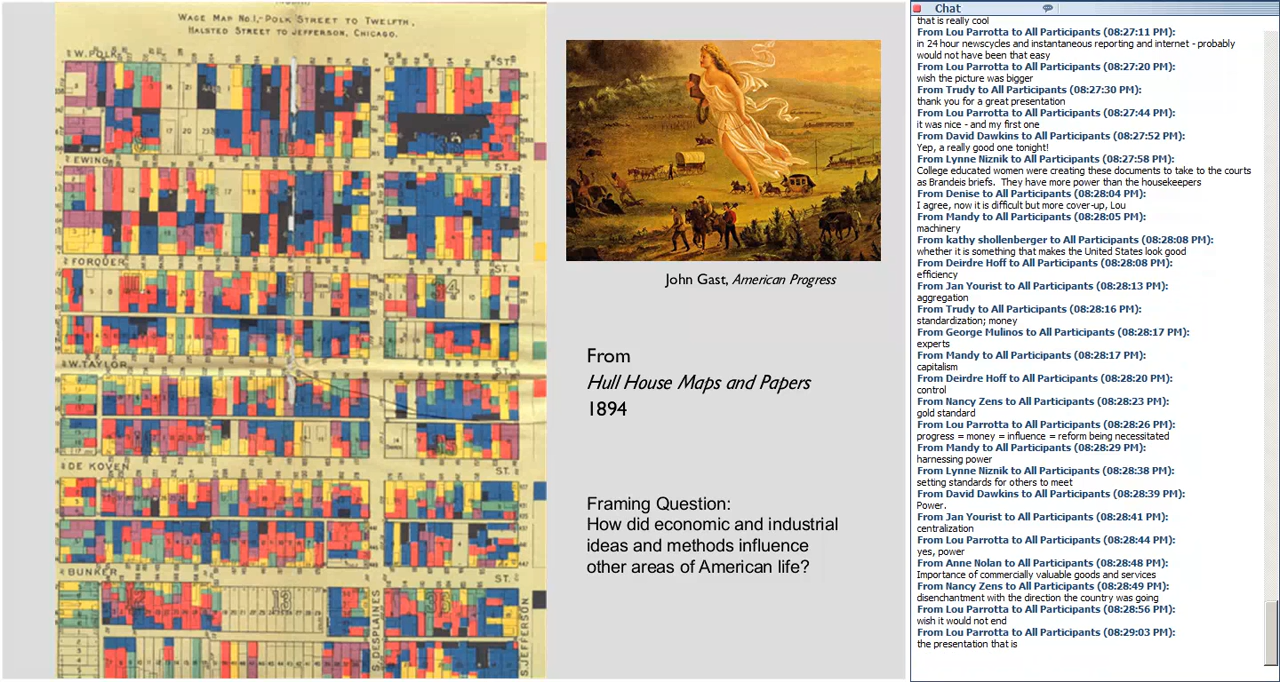 WAGE MAP NO.1,-POLK STREET TO TWELFTH,
HALSTED STREET TO JEFFERSON, CHICAGO.
W. POLK
ST.
EWING
ST.
FORQUER
ST.
W. TAYLOR
ST.
DE KOVEN
ST.
BUNKER
ST.
S. DESPLAINES
S. JEFFERSON
John Gast, American Progress
From
Hull House Maps and Papers
1894
Framing Question:
How did economic and industrial
ideas and methods influence
other areas of American life?
Chat
that is really cool
From Lou Parrotta to All Participants (08:27:11 PM):
in 24 hour newscycles and instantaneous reporting and internet - probably
would not have been that easy
From Lou Parrotta to All Participants (08:27:20 PM):
wish the picture was bigger
From Trudy to All Participants (08:27:30 PM):
thank you for a great presentation
From Lou Parrotta to All Participants (08:27:44 PM):
it was nice - and my first one
From David Dawkins to All Participants (08:27:52 PM):
Yep, a really good one tonight!
From Lynne Niznik to All Participants (08:27:58 PM):
College educated women were creating these documents to take to the courts
as Brandeis briefs.  They have more power than the housekeepers
From Denise to All Participants (08:28:04 PM):
I agree, now it is difficult but more cover-up, Lou
From Mandy to All Participants (08:28:05 PM):
machinery
From kathy shollenberger to All Participants (08:28:08 PM):
whether it is something that makes the United States look good
From Deirdre Hoff to All Participants (08:28:08 PM):
efficiency
From Jan Yourist to All Participants (08:28:13 PM):
aggregation
From Trudy to All Participants (08:28:16 PM):
standardization; money
From George Mulinos to All Participants (08:28:17 PM):
experts
From Mandy to All Participants (08:28:17 PM):
capitalism
From Deirdre Hoff to All Participants (08:28:20 PM):
control
From Nancy Zens to All Participants (08:28:23 PM):
gold standard
From Lou Parrotta to All Participants (08:28:26 PM):
progress = money = influence = reform being necessitated
From Mandy to All Participants (08:28:29 PM):
harnessing power
From Lynne Niznik to All Participants (08:28:38 PM):
setting standards for others to meet
From David Dawkins to All Participants (08:28:39 PM):
Power.
From Jan Yourist to All Participants (08:28:41 PM):
centralization
From Lou Parrotta to All Participants (08:28:44 PM):
yes, power
From Anne Nolan to All Participants (08:28:48 PM):
Importance of commercially valuable goods and services
From Nancy Zens to All Participants (08:28:49 PM):
disenchantment with the direction the country was going
From Lou Parrotta to All Participants (08:28:56 PM):
wish it would not end
From Lou Parrotta to All Participants (08:29:03 PM):
the presentation that is